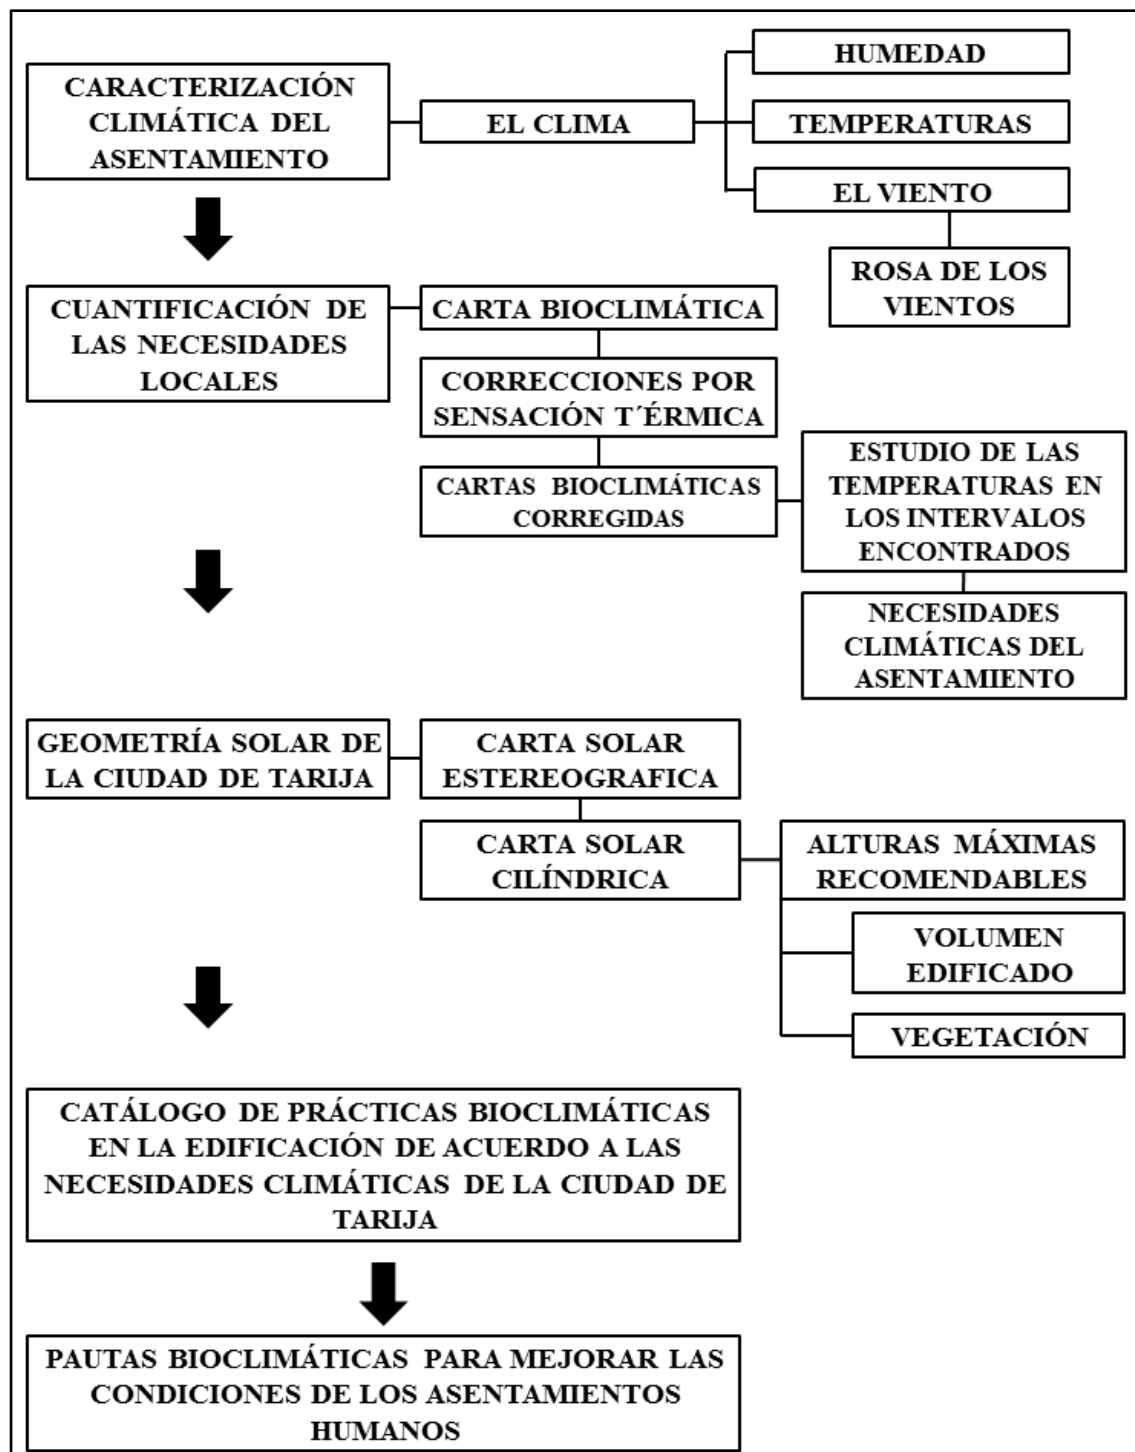 CARACTERIZACIÓN
CLIMÁTICA DEL
ASENTAMIENTO
EL CLIMA
HUMEDAD
TEMPERATURAS
EL VIENTO
ROSA DE LOS
VIENTOS
CUANTIFICACIÓN DE
LAS NECESIDADES
LOCALES
CARTA BIOCLIMÁTICA
CORRECCIONES POR
SENSACIÓN T´ÉRMICA
CARTAS BIOCLIMÁTICAS
CORREGIDAS
ESTUDIO DE LAS
TEMPERATURAS EN
LOS INTERVALOS
ENCONTRADOS
NECESIDADES
CLIMÁTICAS DEL
ASENTAMIENTO
GEOMETRÍA SOLAR DE
LA CIUDAD DE TARIJA
CARTA SOLAR
ESTEREOGRAFICA
CARTA SOLAR
CILÍNDRICA
ALTURAS MÁXIMAS
RECOMENDABLES
VOLUMEN
EDIFICADO
VEGETACIÓN
CATÁLOGO DE PRÁCTICAS BIOCLIMÁTICAS
EN LA EDIFICACIÓN DE ACUERDO A LAS
NECESIDADES CLIMÁTICAS DE LA CIUDAD DE
TARIJA
PAUTAS BIOCLIMÁTICAS PARA MEJORAR LAS
CONDICIONES DE LOS ASENTAMIENTOS
HUMANOS